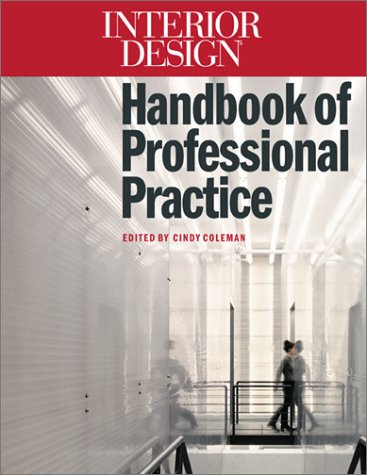 INTERIOR
DESIGN
Handbook of
Professional
Practice
EDITED BY CINDY COLEMAN